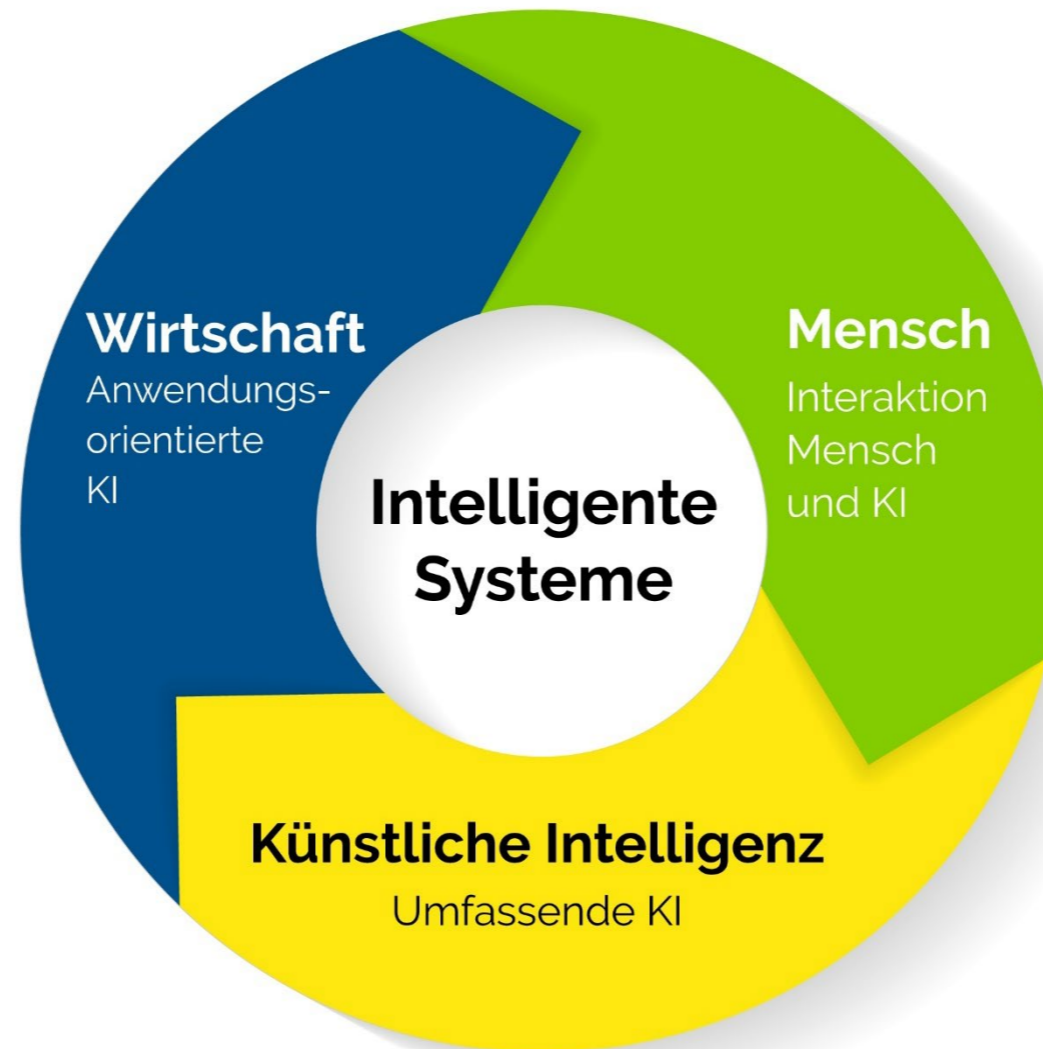 Wirtschaft
Anwendungs-
orientierte
KI
Mensch
Interaktion
Mensch
und KI
Intelligente
Systeme
Künstliche Intelligenz
Umfassende KI